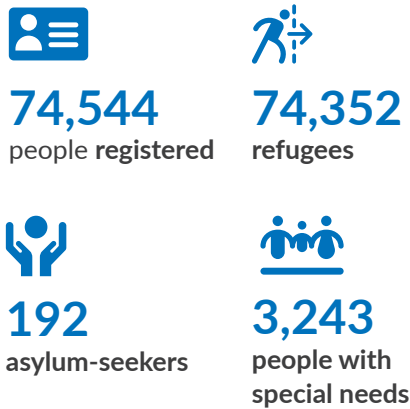 74,544
people registered
74,352
refugees
192
asylum-seekers
3,243
people with
special needs